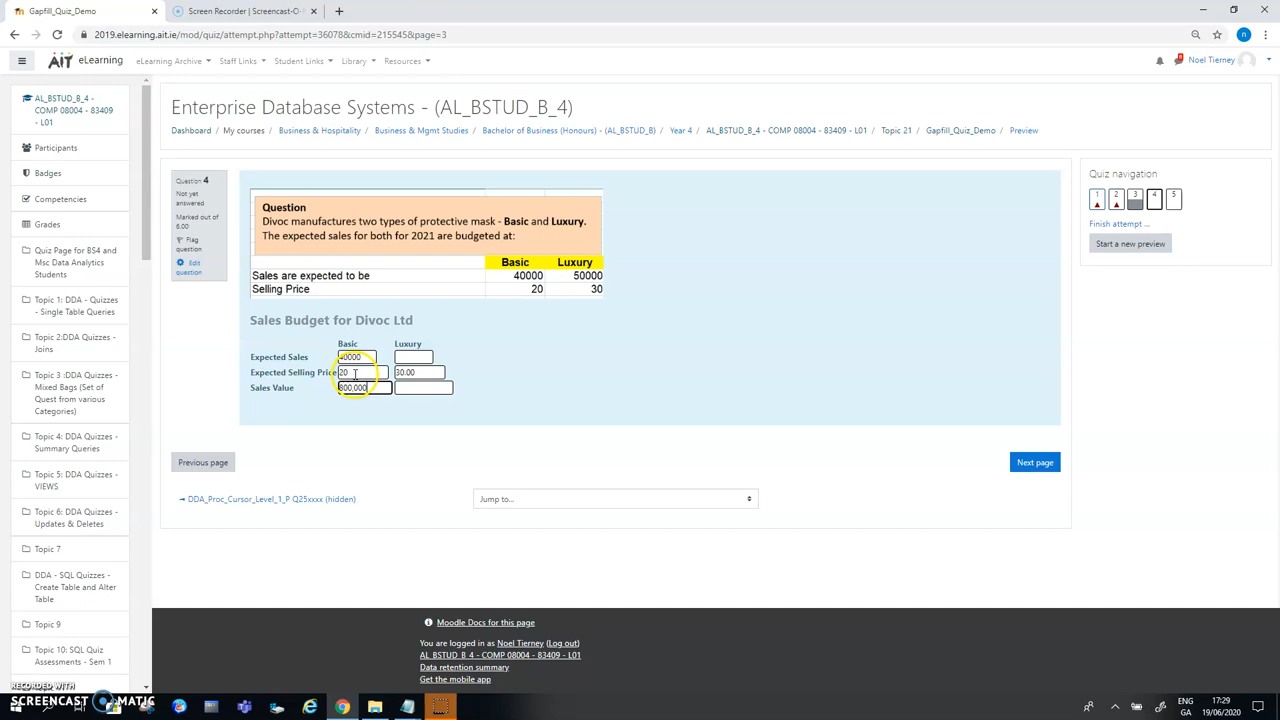 Gapfill_Quiz_Demo
Screen Recorder | Screencast-O-
2019.elearning.ait.ie/mod/quiz/attempt.php?attempt=36078&cmid=215545&page=3
AIT eLearning
eLearning Archive
Staff Links
Student Links
Library
Resources
Noel Tierney
AL_BSTUD_B_4 -
COMP 08004 - 83409
- L01
Participants
Badges
Competencies
Grades
Quiz Page for BS4 and
Msc Data Analytics
Students
Topic 1: DDA - Quizzes -
Single Table Queries
Topic 2:DDA Quizzes -
Joins
Topic 3 :DDA Quizzes -
Mixed Bags (Set of
Quest from various
Categories)
Topic 4: DDA Quizzes -
Summary Queries
Topic 5: DDA Quizzes -
VIEWS
Topic 6: DDA Quizzes -
Updates & Deletes
Topic 7
DDA - SQL Quizzes -
Create Table and Alter
Table
Topic 9
Topic 10: SQL Quiz
Assessments - Sem 1
Enterprise Database Systems - (AL_BSTUD_B_4)
Dashboard / My courses / Business & Hospitality / Business & Mgmt Studies / Bachelor of Business (Honours) - (AL_BSTUD_B) / Year 4 / AL_BSTUD_B_4 - COMP 08004 - 83409 - L01 / Topic 21 / Gapfill_Quiz_Demo / Preview
Question 4
Not yet
answered
Marked out of
6.00
Flag
question
Edit
question
Question
Divoc manufactures two types of protective mask - Basic and Luxury.
The expected sales for both for 2021 are budgeted at:
Basic Luxury
Sales are expected to be 40000 50000
Selling Price 20 30
Sales Budget for Divoc Ltd
Basic Luxury
Expected Sales 40000
Expected Selling Price 20 30.00
Sales Value 800,000
Previous page
Next page
DDA_Proc_Cursor_Level_1_P Q25xxxx (hidden)
Jump to...
Quiz navigation
1 2 3 4 5
Finish attempt ...
Start a new preview
Moodle Docs for this page
You are logged in as Noel Tierney (Log out)
AL_BSTUD_B_4 - COMP 08004 - 83409 - L01
Data retention summary
Get the mobile app
RECORDED WITH
SCREENCAST MATIC
ENG
GA
17:29
19/06/2020